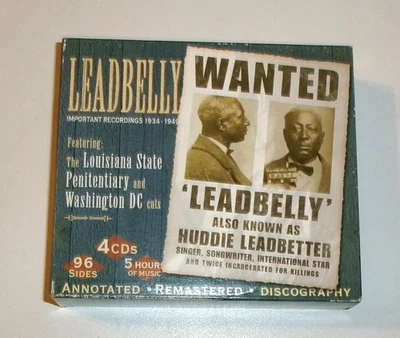 LEADBELLY
IMPORTANT RECORDINGS 1934-1949
Featuring:
The Louisiana State
Penitentiary and
Washington DC cuts
96
SIDES
4CDS
5 HOURS
OF MUSIC
WANTED
'LEADBELLY'
ALSO KNOWN AS
HUDDIE LEADBETTER
SINGER, SONGWRITER, INTERNATIONAL STAR
AND TWICE INCARCERATED FOR KILLINGS
ANNOTATED • REMASTERED • DISCOGRAPHY